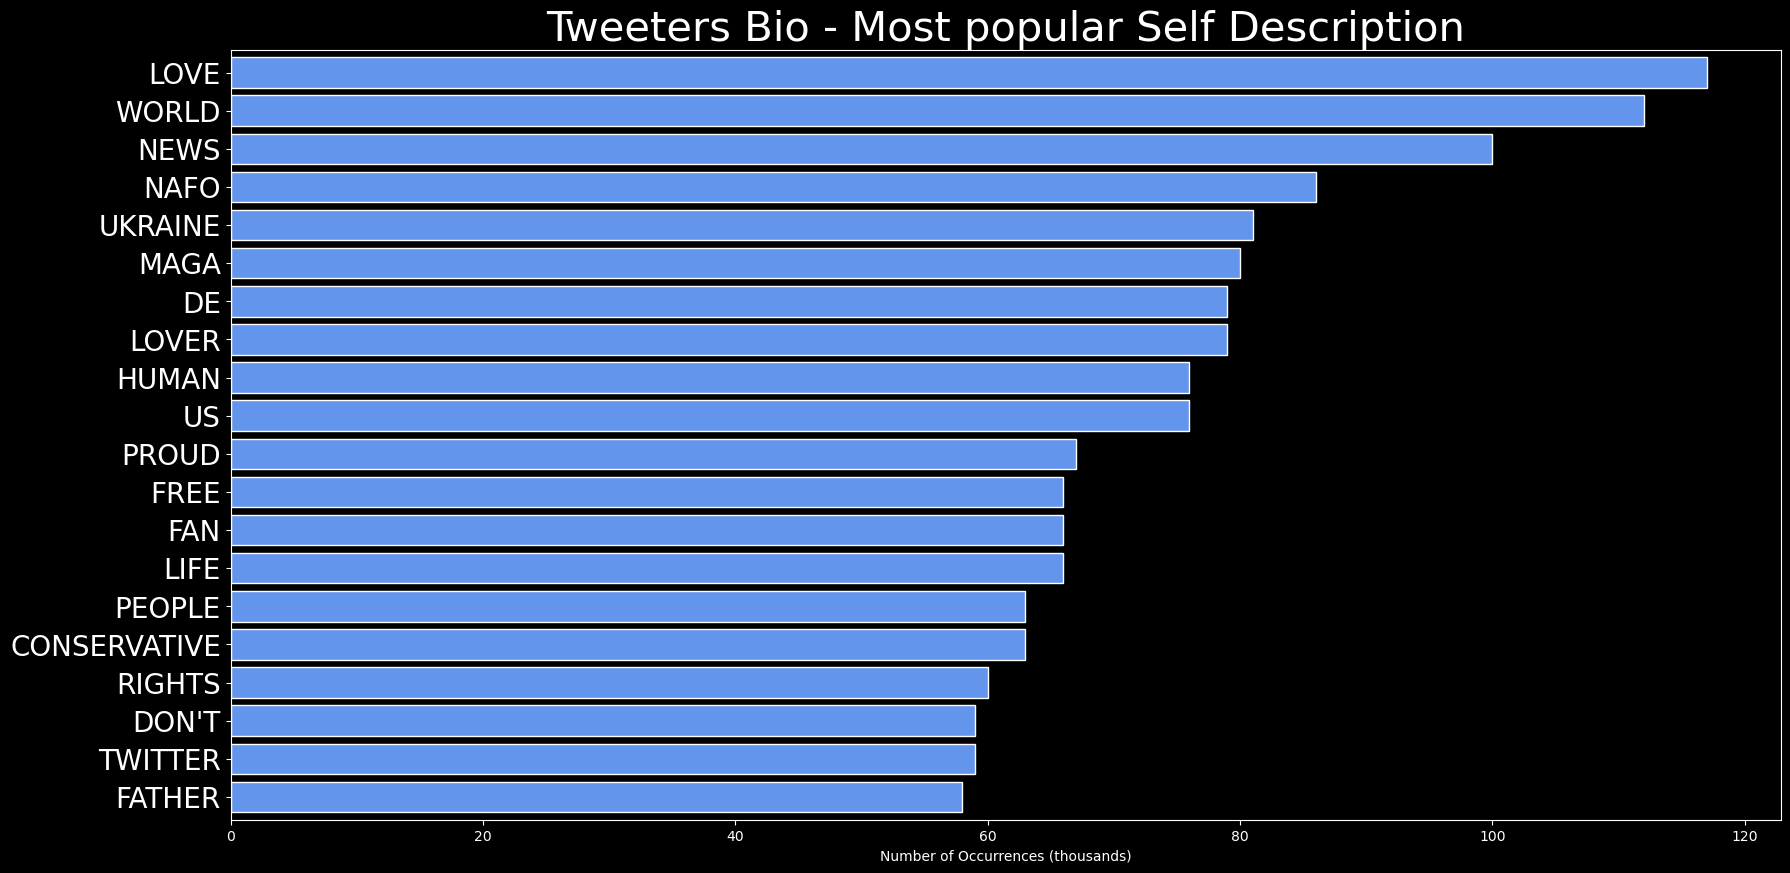 Tweeters Bio - Most popular Self Description
LOVE
WORLD
NEWS
NAFO
UKRAINE
MAGA
DE
LOVER
HUMAN
US
PROUD
FREE
FAN
LIFE
PEOPLE
CONSERVATIVE
RIGHTS
DON'T
TWITTER
FATHER
0 20 40 60 80 100 120
Number of Occurrences (thousands)